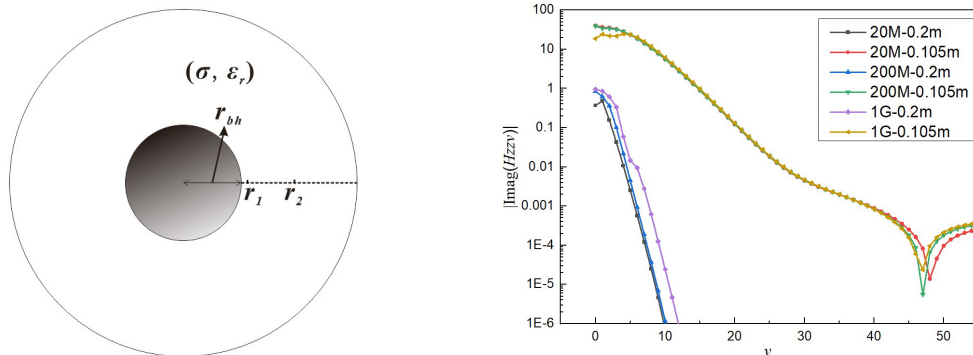 (σ, εr)
rbh
r1
r2
|Imag(Hzzv)|
100
10
1
0.1
0.01
0.001
1E-4
1E-5
1E-6
0
10
20
30
40
50
v
20M-0.2m
20M-0.105m
200M-0.2m
200M-0.105m
1G-0.2m
1G-0.105m